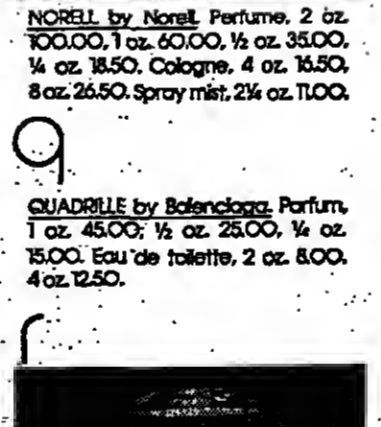 NORELL by Norell. Perfume, 2 oz.
100.00, 1 oz. 60.00, ½ oz. 35.00,
¼ oz. 18.50. Cologne, 4 oz. 16.50,
8 oz. 26.50. Spray mist, 2¼ oz. 11.00.
q
QUADRILLE by Balenciaga. Parfum,
1 oz. 45.00; ½ oz. 25.00, ¼ oz.
15.00. Eau de toilette, 2 oz. 8.00,
4 oz. 12.50.
r